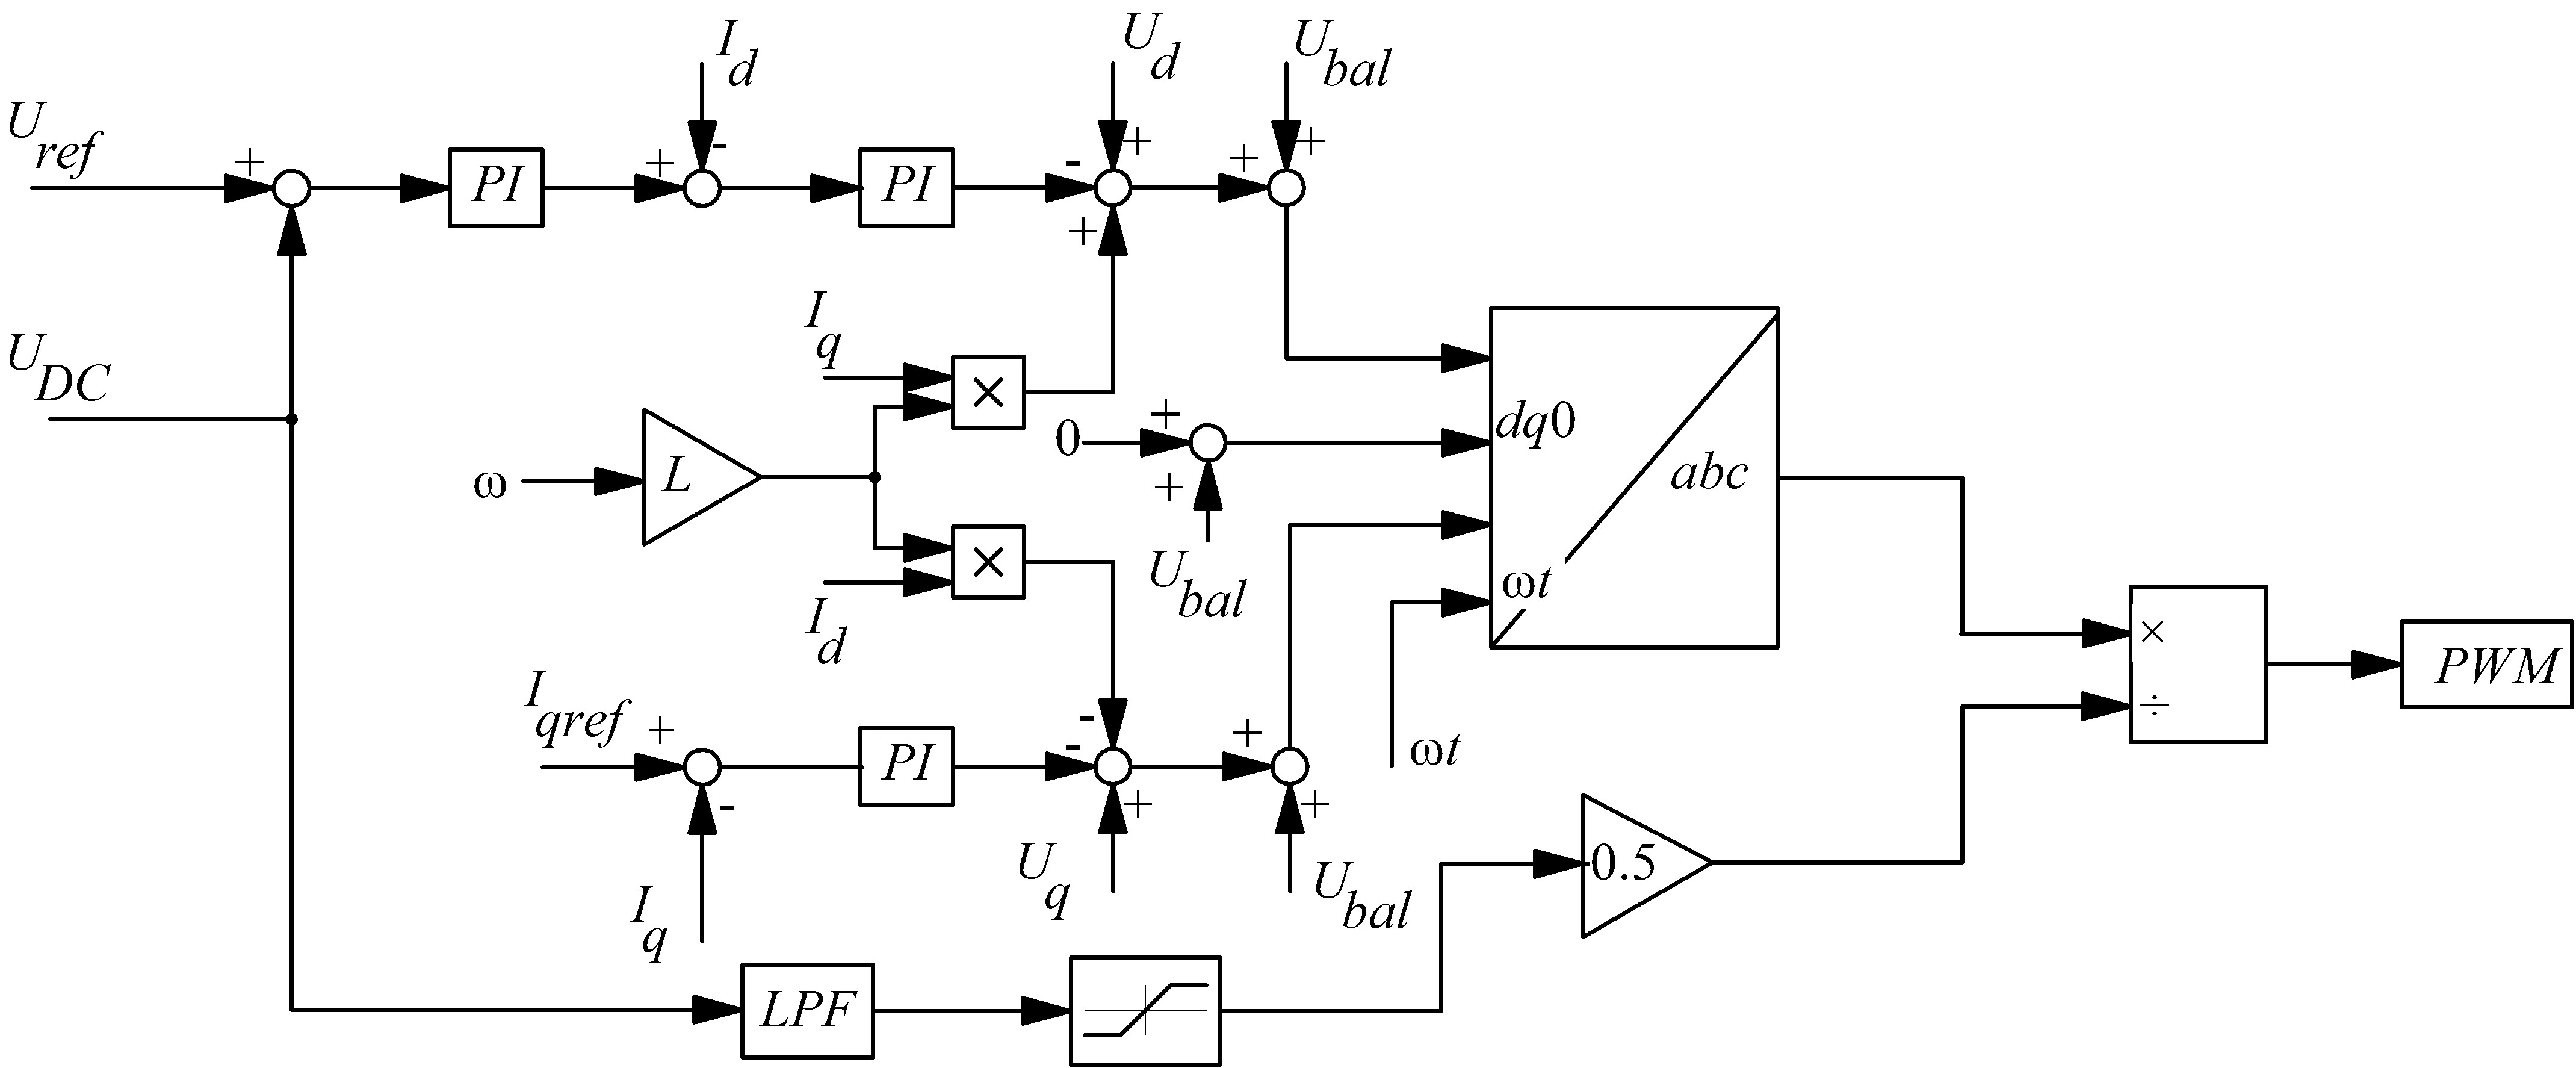 I_d
U_d
U_bal
U_ref
+
PI
+
-
PI
-
+
+
+
+
U_DC
I_q
×
ω
L
0
+
+
U_bal
dq0
abc
ωt
×
I_d
I_qref
+
-
PI
-
-
+
+
+
ωt
×
÷
PWM
I_q
U_q
U_bal
0.5
LPF